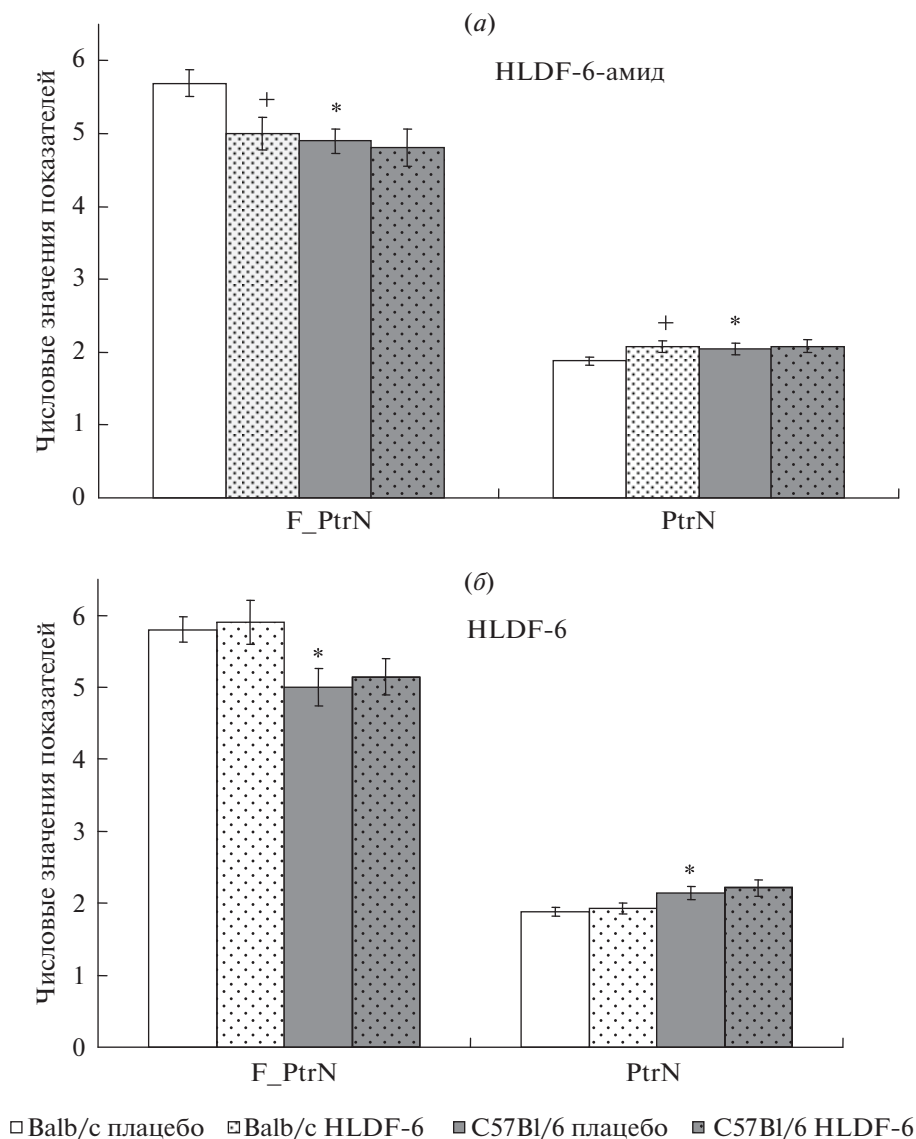 (а)
HLDF-6-амид
Числовые значения показателей
6
5
4
3
2
1
0
+
*
+
*
F_PtrN
PtrN
(б)
HLDF-6
Числовые значения показателей
6
5
4
3
2
1
0
*
*
F_PtrN
PtrN
Balb/c плацебо Balb/c HLDF-6 C57Bl/6 плацебо C57Bl/6 HLDF-6